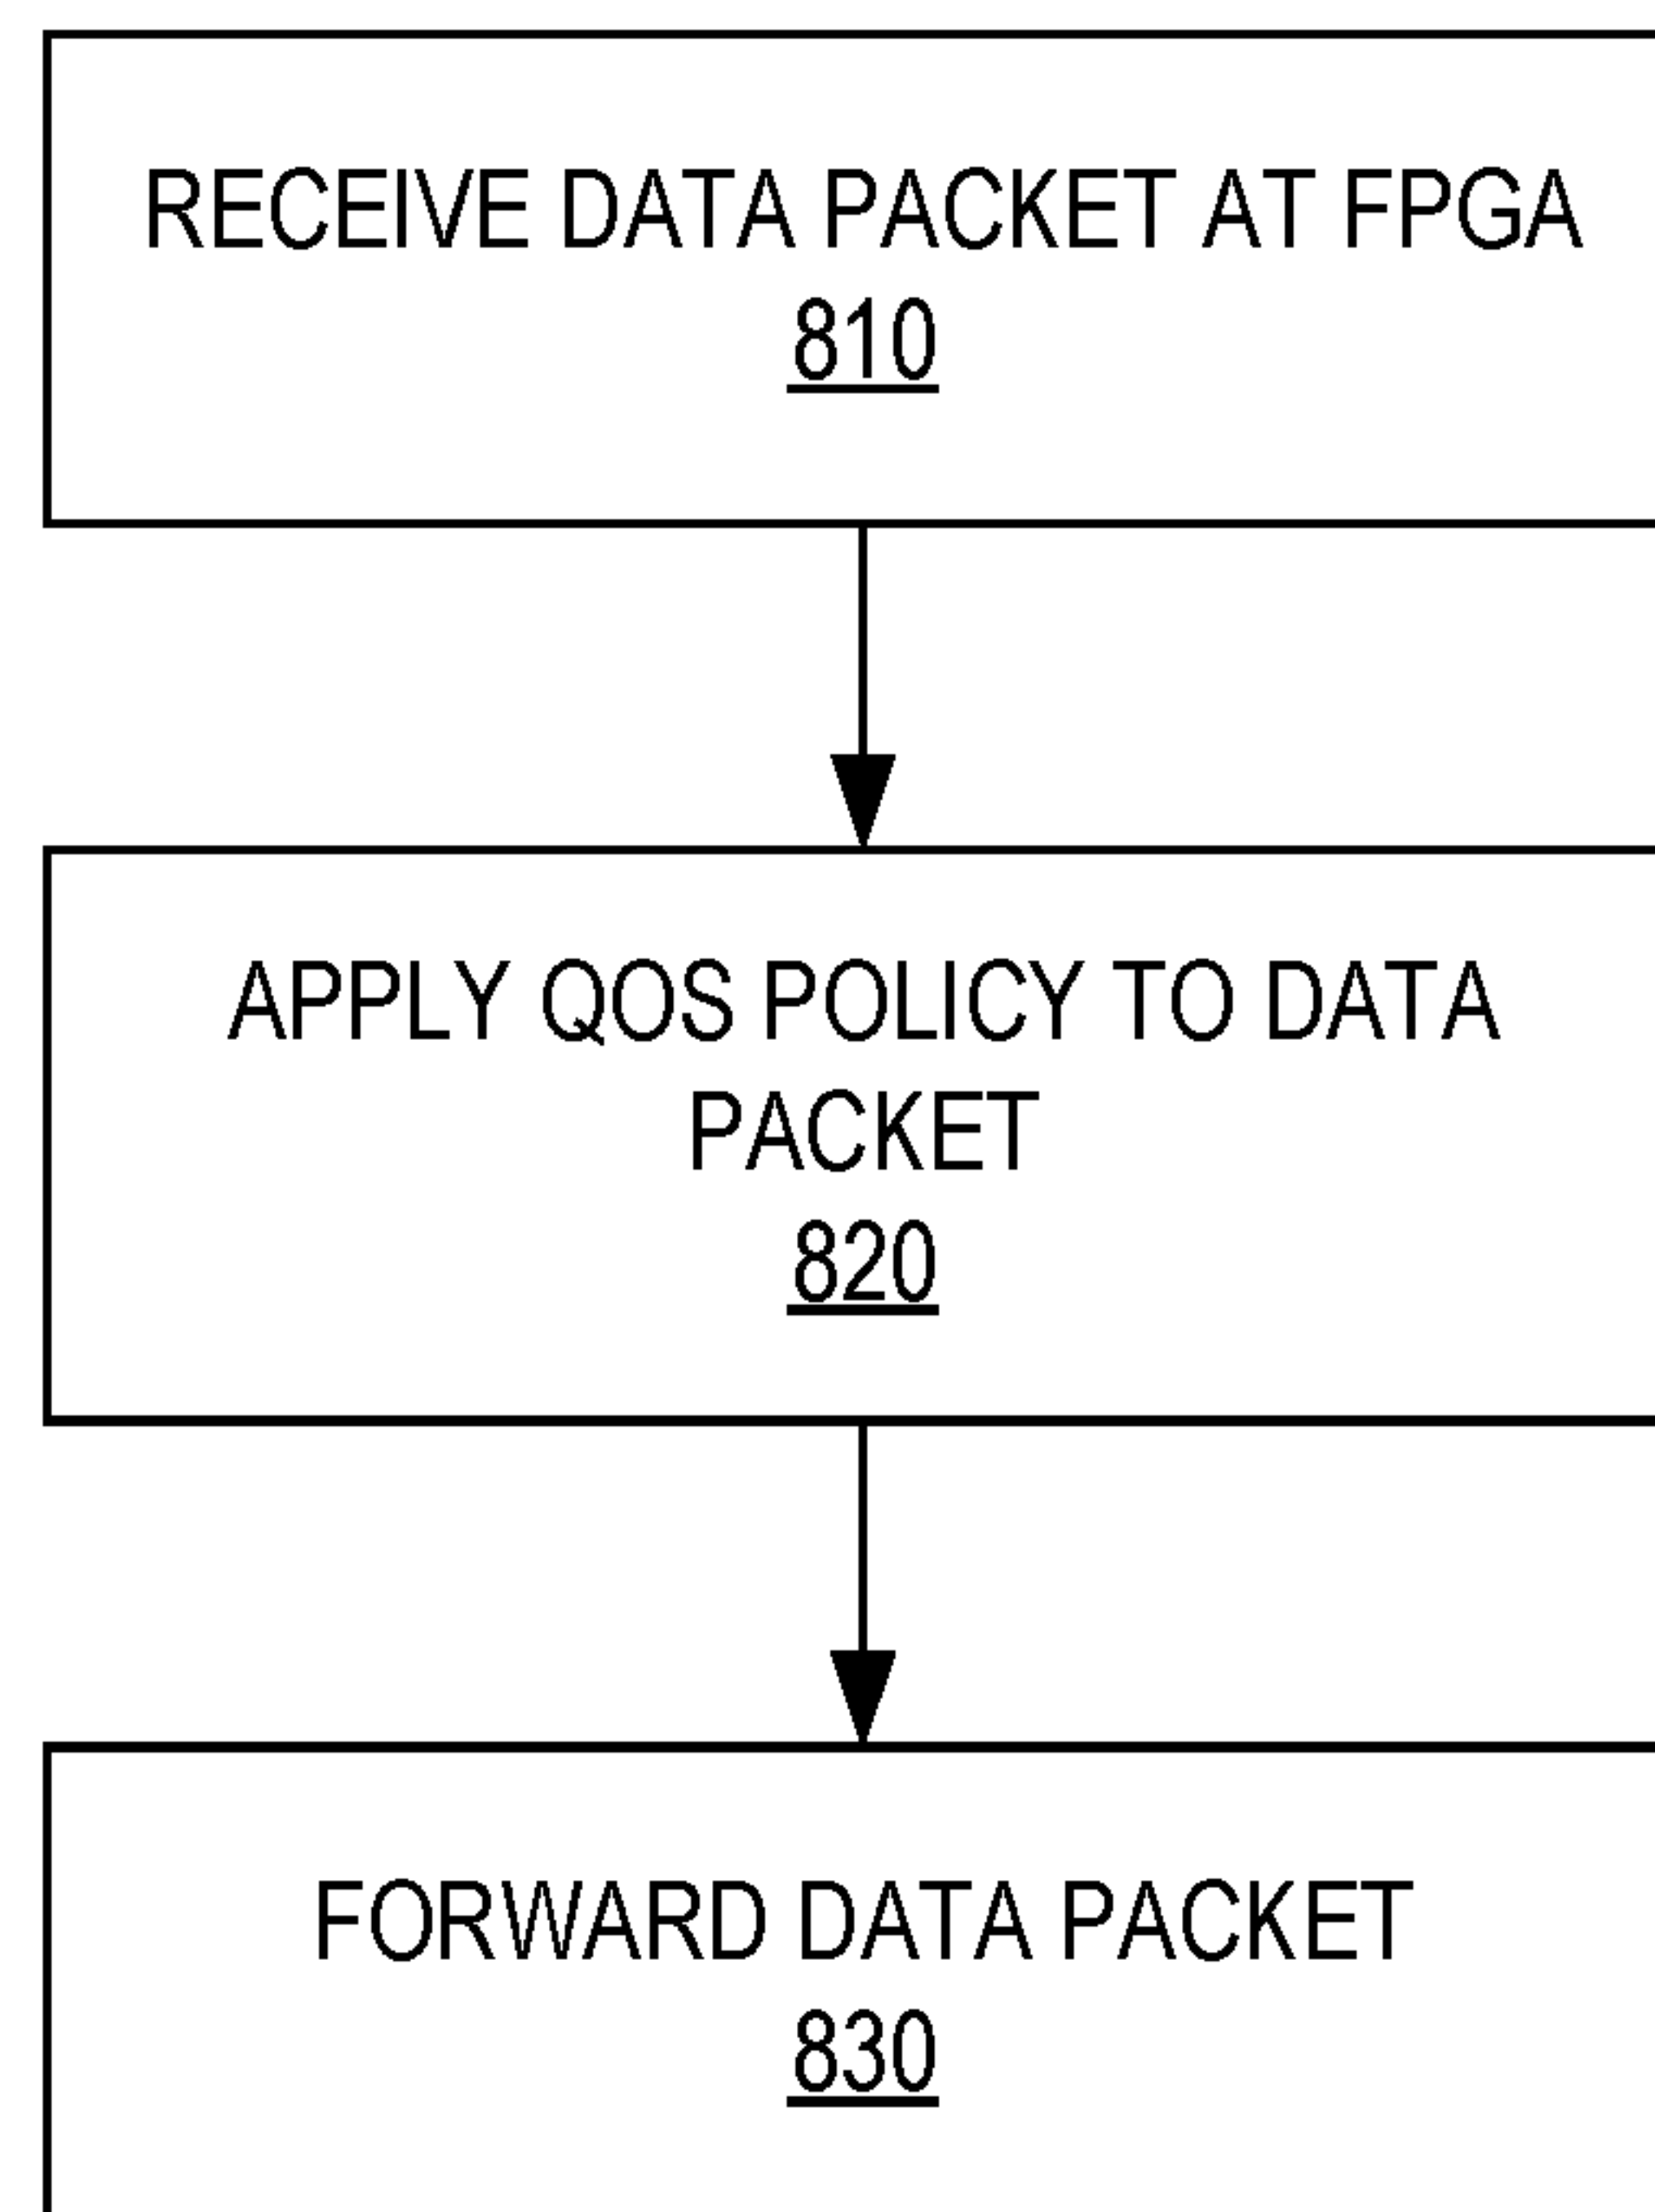 RECEIVE DATA PACKET AT FPGA
810
APPLY QOS POLICY TO DATA
PACKET
820
FORWARD DATA PACKET
830